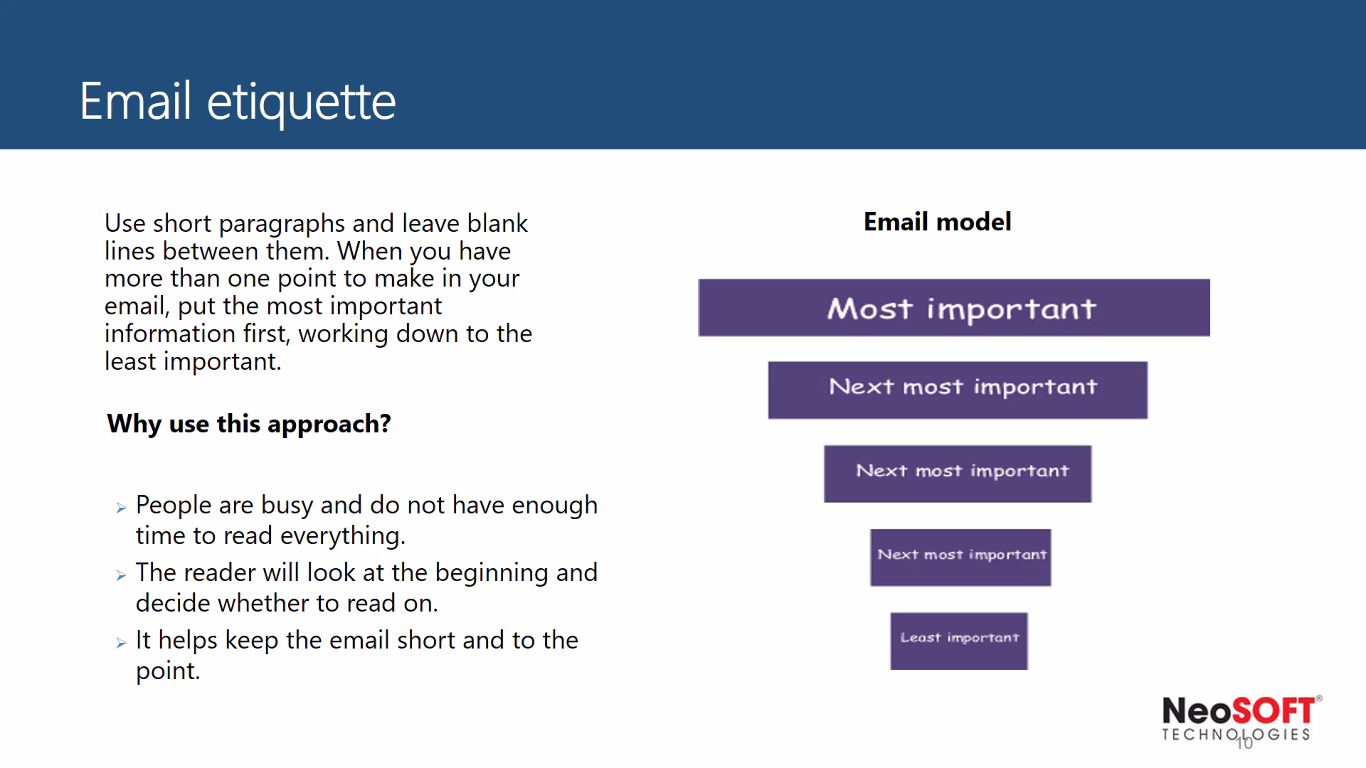 Email etiquette
Use short paragraphs and leave blank
lines between them. When you have
more than one point to make in your
email, put the most important
information first, working down to the
least important.
Why use this approach?
People are busy and do not have enough
time to read everything.
The reader will look at the beginning and
decide whether to read on.
It helps keep the email short and to the
point.
Email model
Most important
Next most important
Next most important
Next most important
Least important
NeoSOFT®
TECHNOLOGIES
10